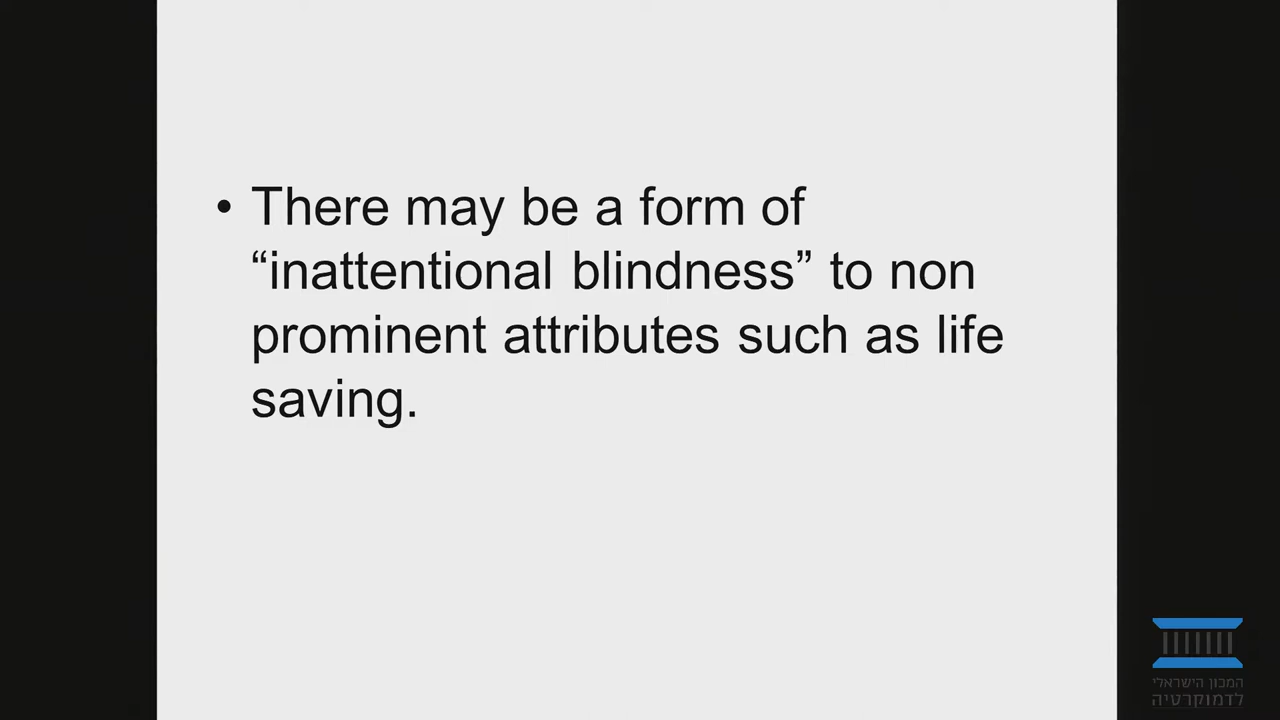 • There may be a form of
“inattentional blindness” to non
prominent attributes such as life
saving.
המכון הישראלי
לדמוקרטיה